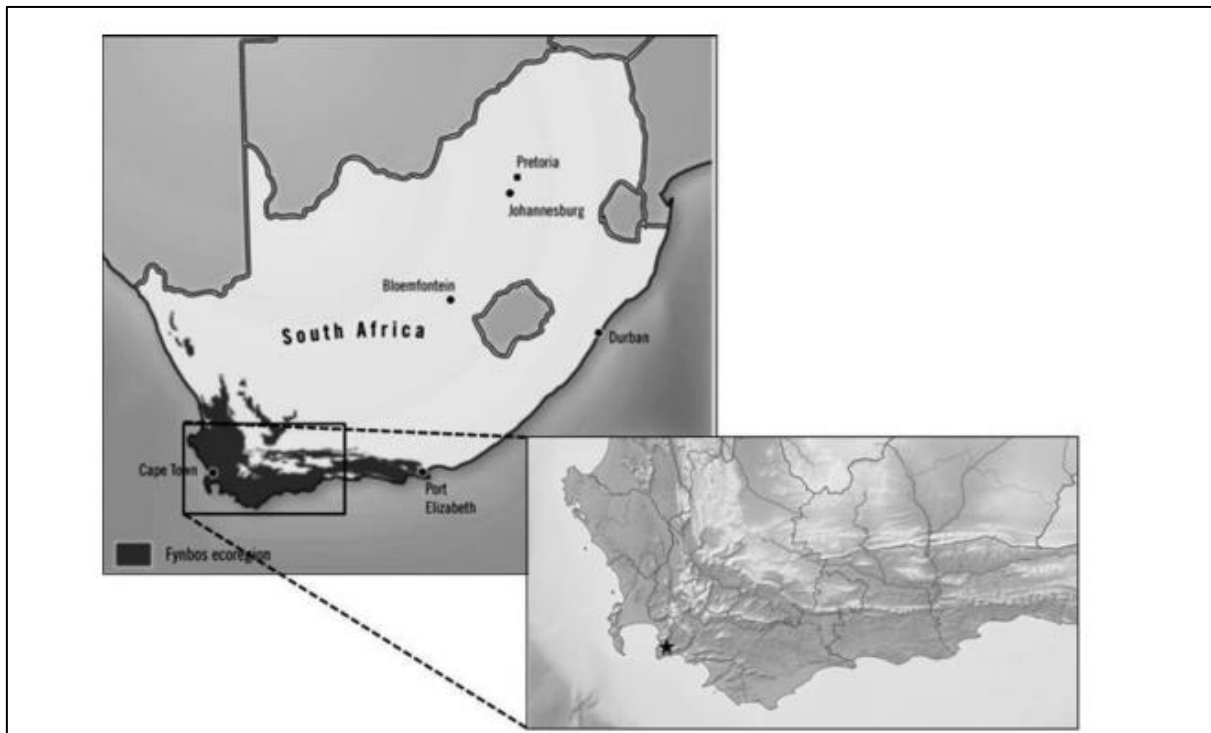 Pretoria
Johannesburg
Bloemfontein
South Africa
Durban
Cape Town
Port
Elizabeth
Fynbos ecoregion